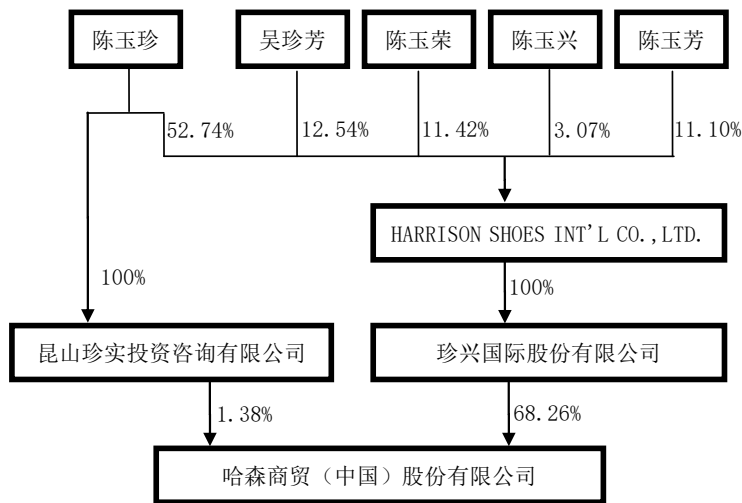 陈玉珍
吴珍芳
陈玉荣
陈玉兴
陈玉芳
52.74%
12.54%
11.42%
3.07%
11.10%
HARRISON SHOES INT'L CO.,LTD.
100%
100%
昆山珍实投资咨询有限公司
珍兴国际股份有限公司
1.38%
68.26%
哈森商贸（中国）股份有限公司